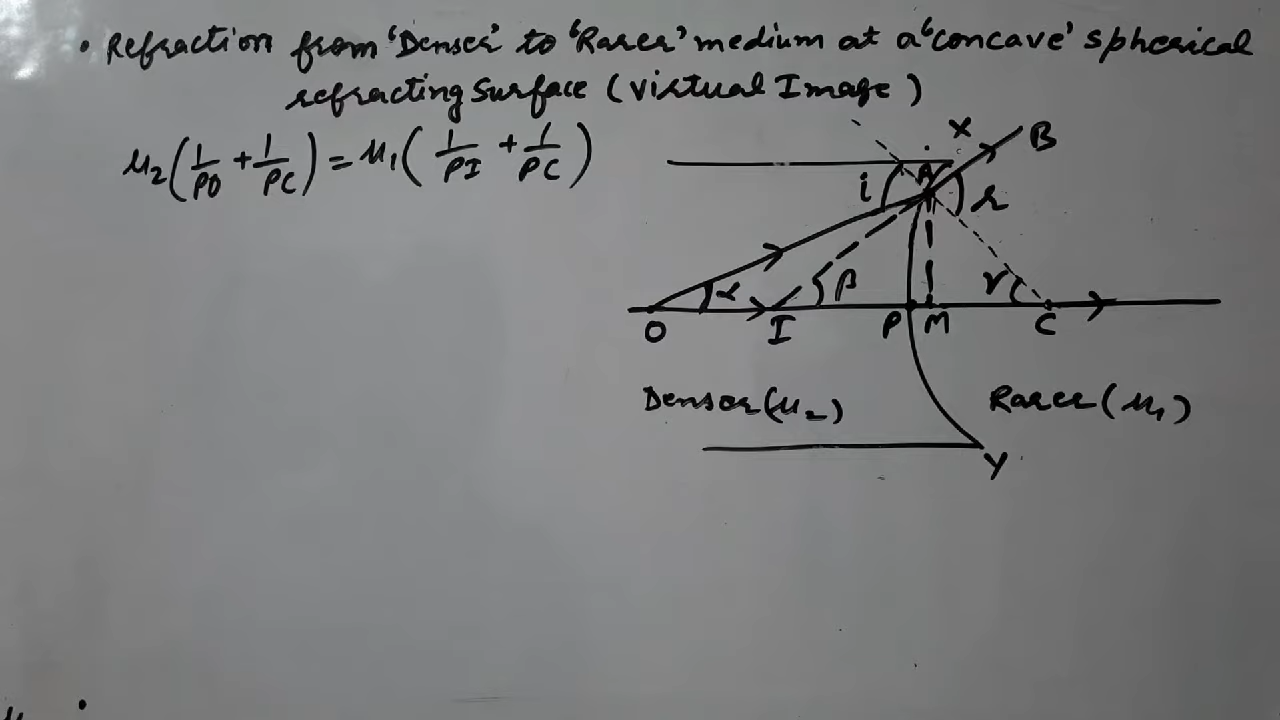 • Refraction from 'Denser' to 'Rarer' medium at a 'concave' spherical
refracting surface (virtual Image)
μ₂(1/PO + 1/PC) = μ₁(1/PI + 1/PC)
X
B
A
i
r
α
β
γ
O
I
P
M
C
Densor(μ₂)
Rarer(μ₁)
Y